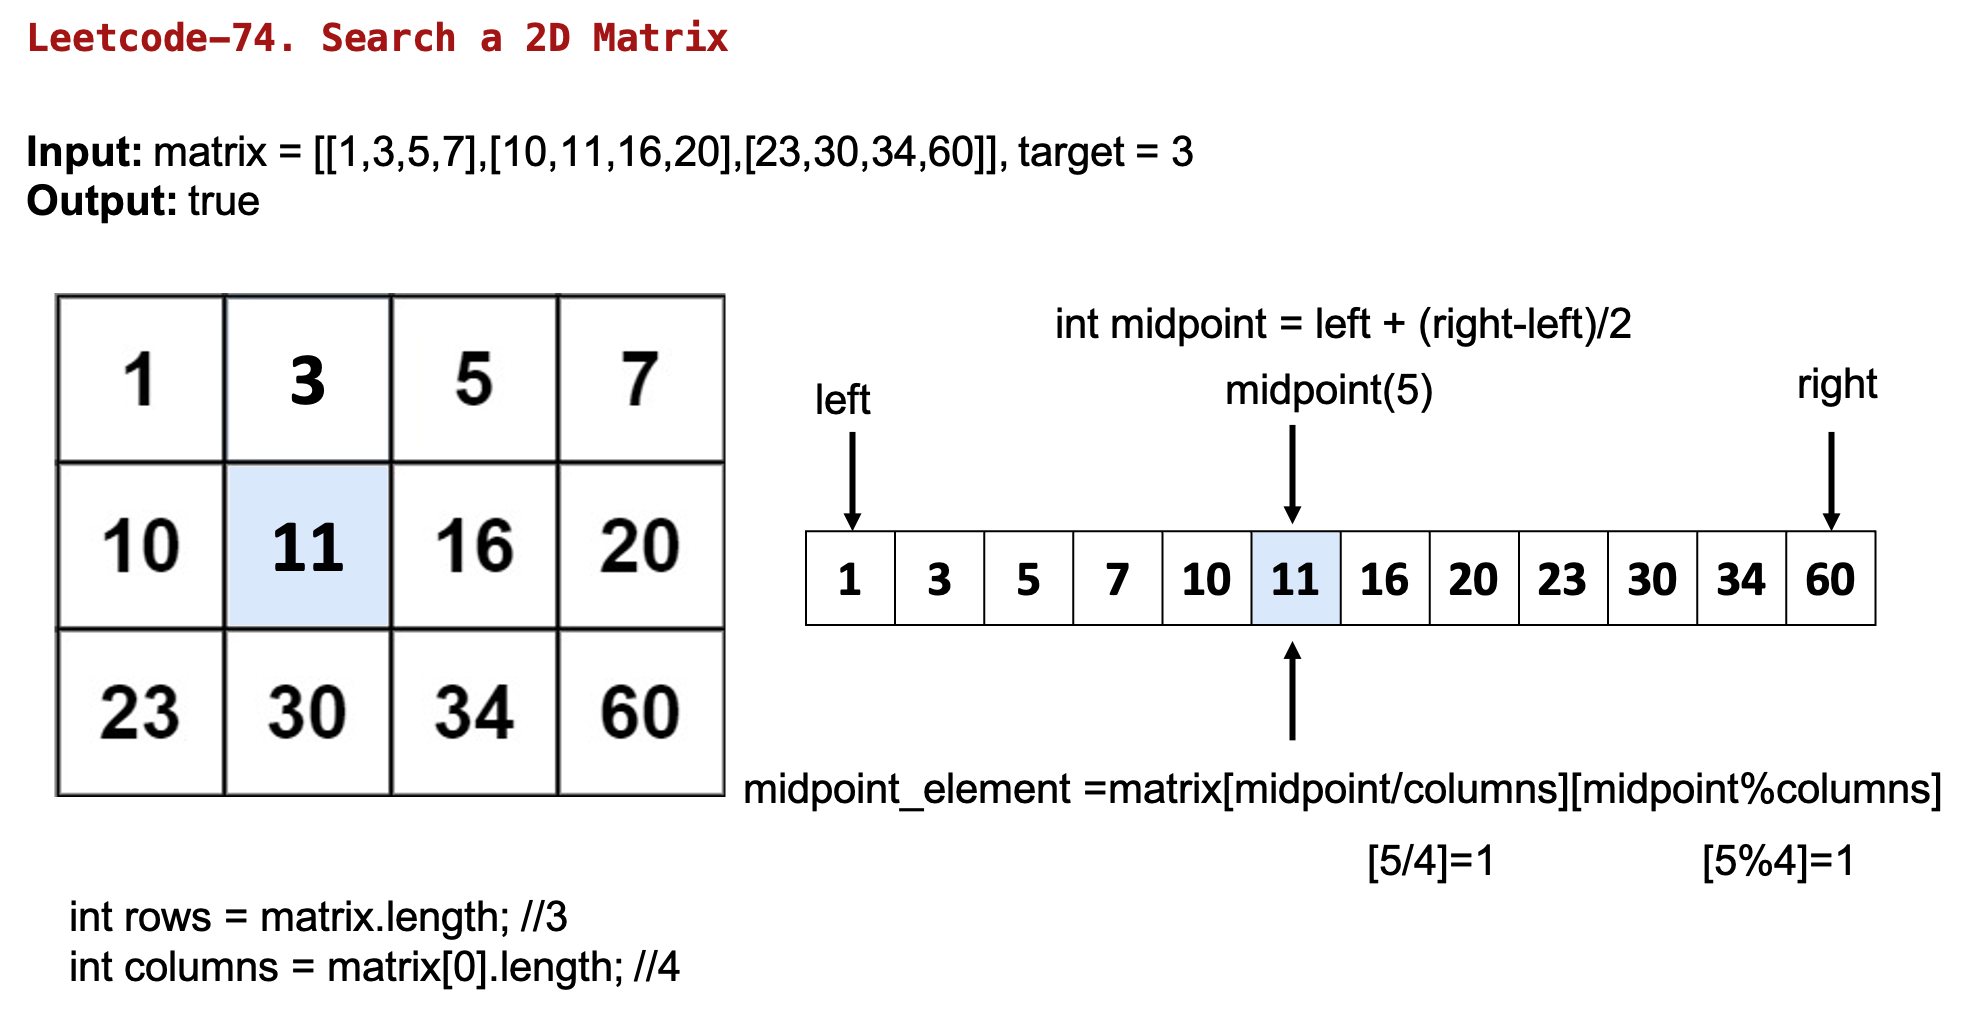 Leetcode–74. Search a 2D Matrix
Input: matrix = [[1,3,5,7],[10,11,16,20],[23,30,34,60]], target = 3
Output: true
1 3 5 7
10 11 16 20
23 30 34 60
int rows = matrix.length; //3
int columns = matrix[0].length; //4
int midpoint = left + (right-left)/2
left midpoint(5) right
1 3 5 7 10 11 16 20 23 30 34 60
midpoint_element =matrix[midpoint/columns][midpoint%columns]
[5/4]=1 [5%4]=1